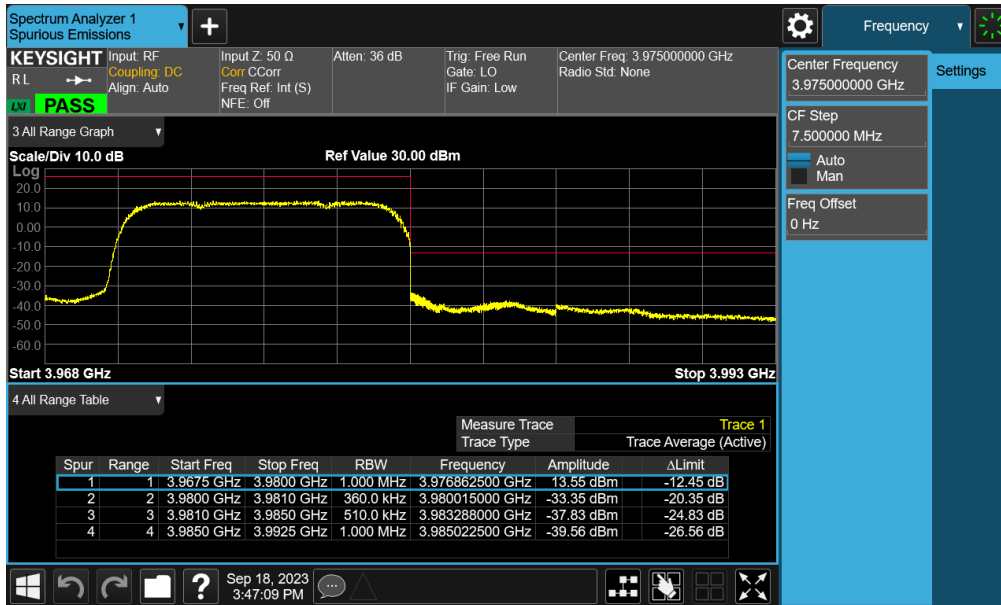 Spectrum Analyzer 1
Spurious Emissions
Frequency
KEYSIGHT
RL
LXI PASS
Input: RF
Coupling: DC
Align: Auto
Input Z: 50 Ω
Corr CCorr
Freq Ref: Int (S)
NFE: Off
Atten: 36 dB
Trig: Free Run
Gate: LO
IF Gain: Low
Center Freq: 3.975000000 GHz
Radio Std: None
Center Frequency
3.975000000 GHz
Settings
CF Step
7.500000 MHz
Auto
Man
Freq Offset
0 Hz
3 All Range Graph
Scale/Div 10.0 dB
Ref Value 30.00 dBm
Log
20.0
10.0
0.00
-10.0
-20.0
-30.0
-40.0
-50.0
-60.0
Start 3.968 GHz
Stop 3.993 GHz
4 All Range Table
Measure Trace Trace 1
Trace Type Trace Average (Active)
Spur Range Start Freq Stop Freq RBW Frequency Amplitude ΔLimit
1 1 3.9675 GHz 3.9800 GHz 1.000 MHz 3.976862500 GHz 13.55 dBm -12.45 dB
2 2 3.9800 GHz 3.9810 GHz 360.0 kHz 3.980015000 GHz -33.35 dBm -20.35 dB
3 3 3.9810 GHz 3.9850 GHz 510.0 kHz 3.983288000 GHz -37.83 dBm -24.83 dB
4 4 3.9850 GHz 3.9925 GHz 1.000 MHz 3.985022500 GHz -39.56 dBm -26.56 dB
?
Sep 18, 2023
3:47:09 PM